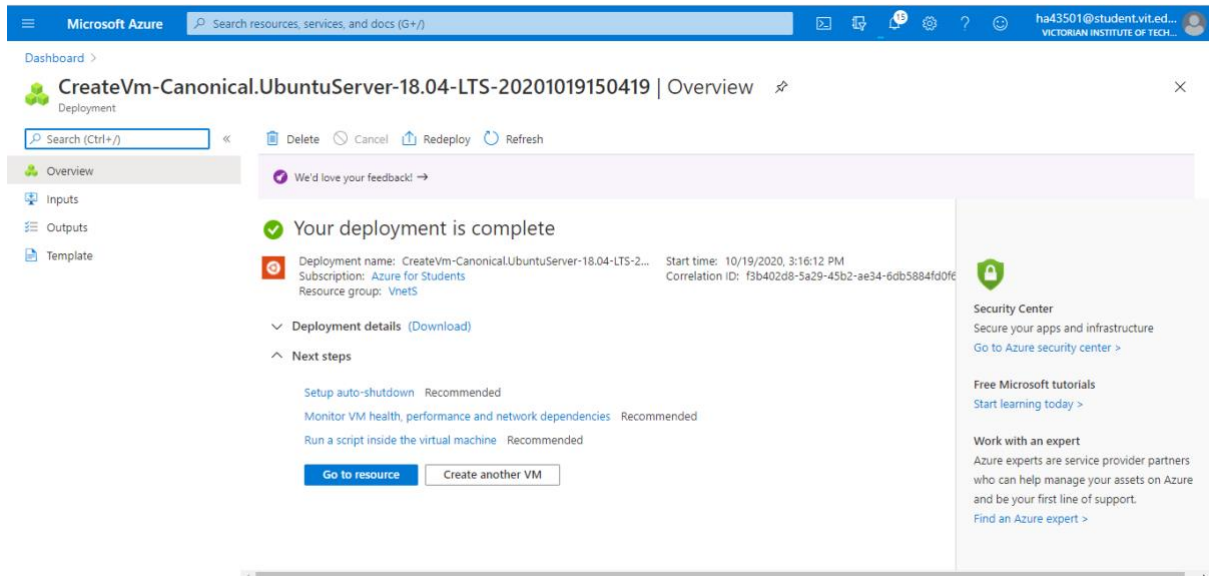 Microsoft Azure
Search resources, services, and docs (G+/)
15
ha43501@student.vit.ed...
VICTORIAN INSTITUTE OF TECH...
Dashboard >
CreateVm-Canonical.UbuntuServer-18.04-LTS-20201019150419 | Overview
Deployment
Search (Ctrl+/)
«
Delete Cancel Redeploy Refresh
Overview
Inputs
Outputs
Template
We'd love your feedback! →
Your deployment is complete
Deployment name: CreateVm-Canonical.UbuntuServer-18.04-LTS-2...
Subscription: Azure for Students
Resource group: VnetS
Start time: 10/19/2020, 3:16:12 PM
Correlation ID: f3b402d8-5a29-45b2-ae34-6db5884fd0f6
Deployment details (Download)
Next steps
Setup auto-shutdown Recommended
Monitor VM health, performance and network dependencies Recommended
Run a script inside the virtual machine Recommended
Go to resource
Create another VM
Security Center
Secure your apps and infrastructure
Go to Azure security center >
Free Microsoft tutorials
Start learning today >
Work with an expert
Azure experts are service provider partners
who can help manage your assets on Azure
and be your first line of support.
Find an Azure expert >